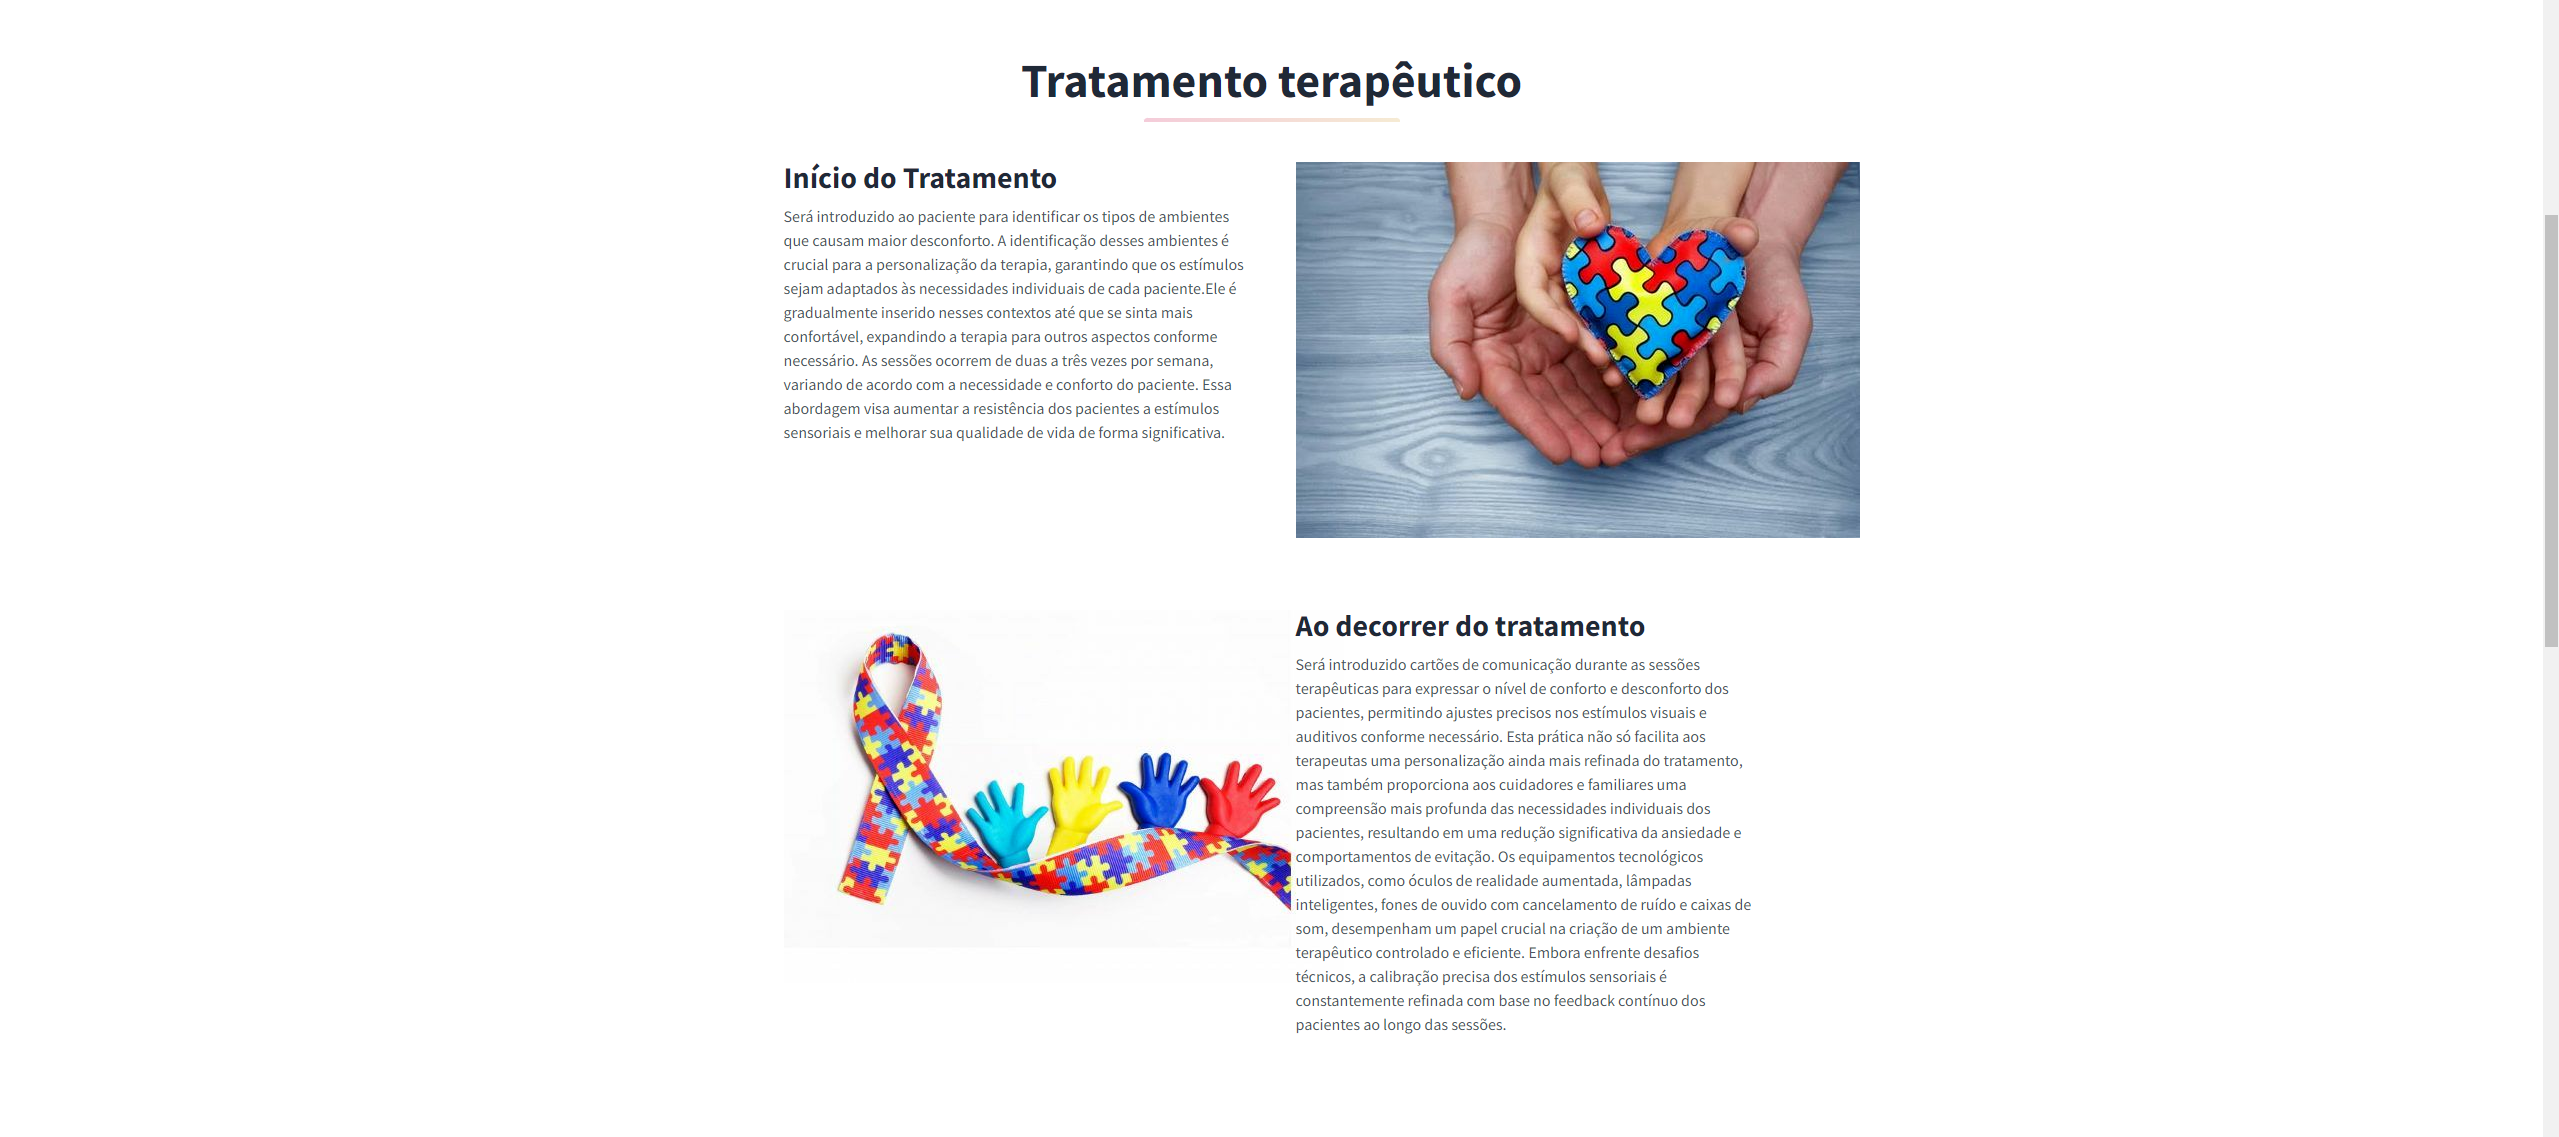 Tratamento terapêutico
Início do Tratamento
Será introduzido ao paciente para identificar os tipos de ambientes
que causam maior desconforto. A identificação desses ambientes é
crucial para a personalização da terapia, garantindo que os estímulos
sejam adaptados às necessidades individuais de cada paciente.Ele é
gradualmente inserido nesses contextos até que se sinta mais
confortável, expandindo a terapia para outros aspectos conforme
necessário. As sessões ocorrem de duas a três vezes por semana,
variando de acordo com a necessidade e conforto do paciente. Essa
abordagem visa aumentar a resistência dos pacientes a estímulos
sensoriais e melhorar sua qualidade de vida de forma significativa.
Ao decorrer do tratamento
Será introduzido cartões de comunicação durante as sessões
terapêuticas para expressar o nível de conforto e desconforto dos
pacientes, permitindo ajustes precisos nos estímulos visuais e
auditivos conforme necessário. Esta prática não só facilita aos
terapeutas uma personalização ainda mais refinada do tratamento,
mas também proporciona aos cuidadores e familiares uma
compreensão mais profunda das necessidades individuais dos
pacientes, resultando em uma redução significativa da ansiedade e
comportamentos de evitação. Os equipamentos tecnológicos
utilizados, como óculos de realidade aumentada, lâmpadas
inteligentes, fones de ouvido com cancelamento de ruído e caixas de
som, desempenham um papel crucial na criação de um ambiente
terapêutico controlado e eficiente. Embora enfrente desafios
técnicos, a calibração precisa dos estímulos sensoriais é
constantemente refinada com base no feedback contínuo dos
pacientes ao longo das sessões.